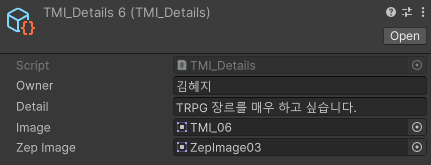 TMI_Details 6 (TMI_Details)
Open
Script TMI_Details
Owner 김혜지
Detail TRPG 장르를 매우 하고 싶습니다.
Image TMI_06
Zep Image ZepImage03